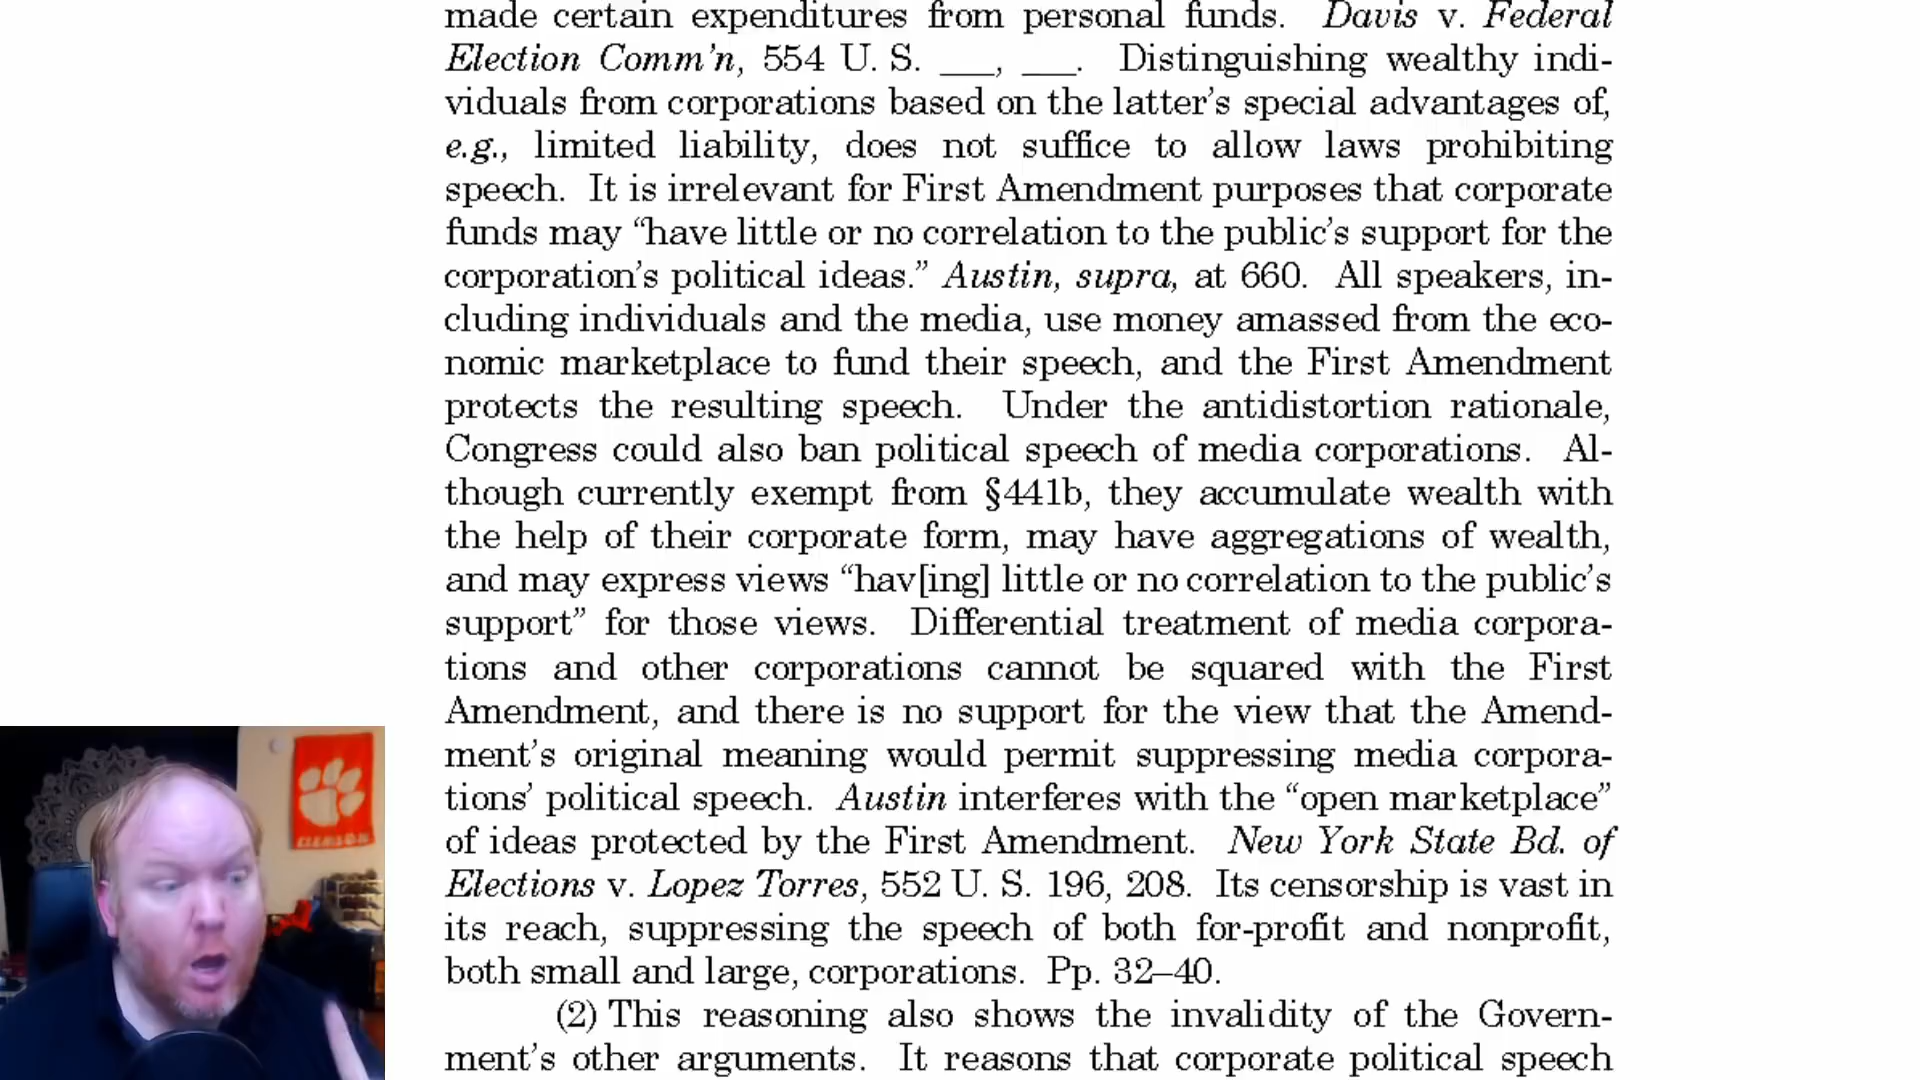 made certain expenditures from personal funds. Davis v. Federal
Election Comm’n, 554 U. S. ___, ___. Distinguishing wealthy indi-
viduals from corporations based on the latter’s special advantages of,
e.g., limited liability, does not suffice to allow laws prohibiting
speech. It is irrelevant for First Amendment purposes that corporate
funds may “have little or no correlation to the public’s support for the
corporation’s political ideas.” Austin, supra, at 660. All speakers, in-
cluding individuals and the media, use money amassed from the eco-
nomic marketplace to fund their speech, and the First Amendment
protects the resulting speech. Under the antidistortion rationale,
Congress could also ban political speech of media corporations. Al-
though currently exempt from §441b, they accumulate wealth with
the help of their corporate form, may have aggregations of wealth,
and may express views “hav[ing] little or no correlation to the public’s
support” for those views. Differential treatment of media corpora-
tions and other corporations cannot be squared with the First
Amendment, and there is no support for the view that the Amend-
ment’s original meaning would permit suppressing media corpora-
tions’ political speech. Austin interferes with the “open marketplace”
of ideas protected by the First Amendment. New York State Bd. of
Elections v. Lopez Torres, 552 U. S. 196, 208. Its censorship is vast in
its reach, suppressing the speech of both for-profit and nonprofit,
both small and large, corporations. Pp. 32–40.
(2) This reasoning also shows the invalidity of the Govern-
ment’s other arguments. It reasons that corporate political speech
CLEMSON